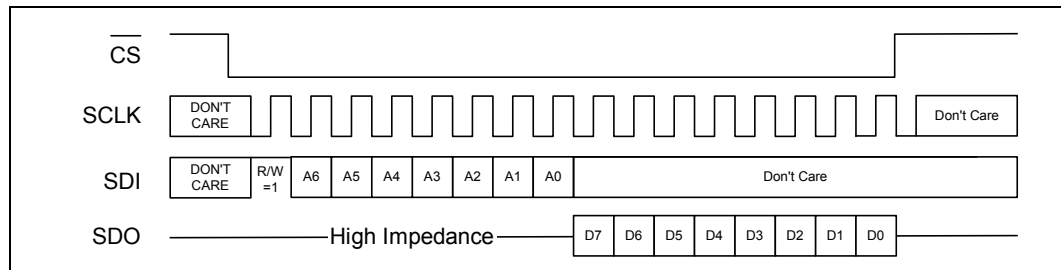 CS
SCLK DON'T CARE Don't Care
SDI DON'T CARE R/W =1 A6 A5 A4 A3 A2 A1 A0 Don't Care
SDO High Impedance D7 D6 D5 D4 D3 D2 D1 D0